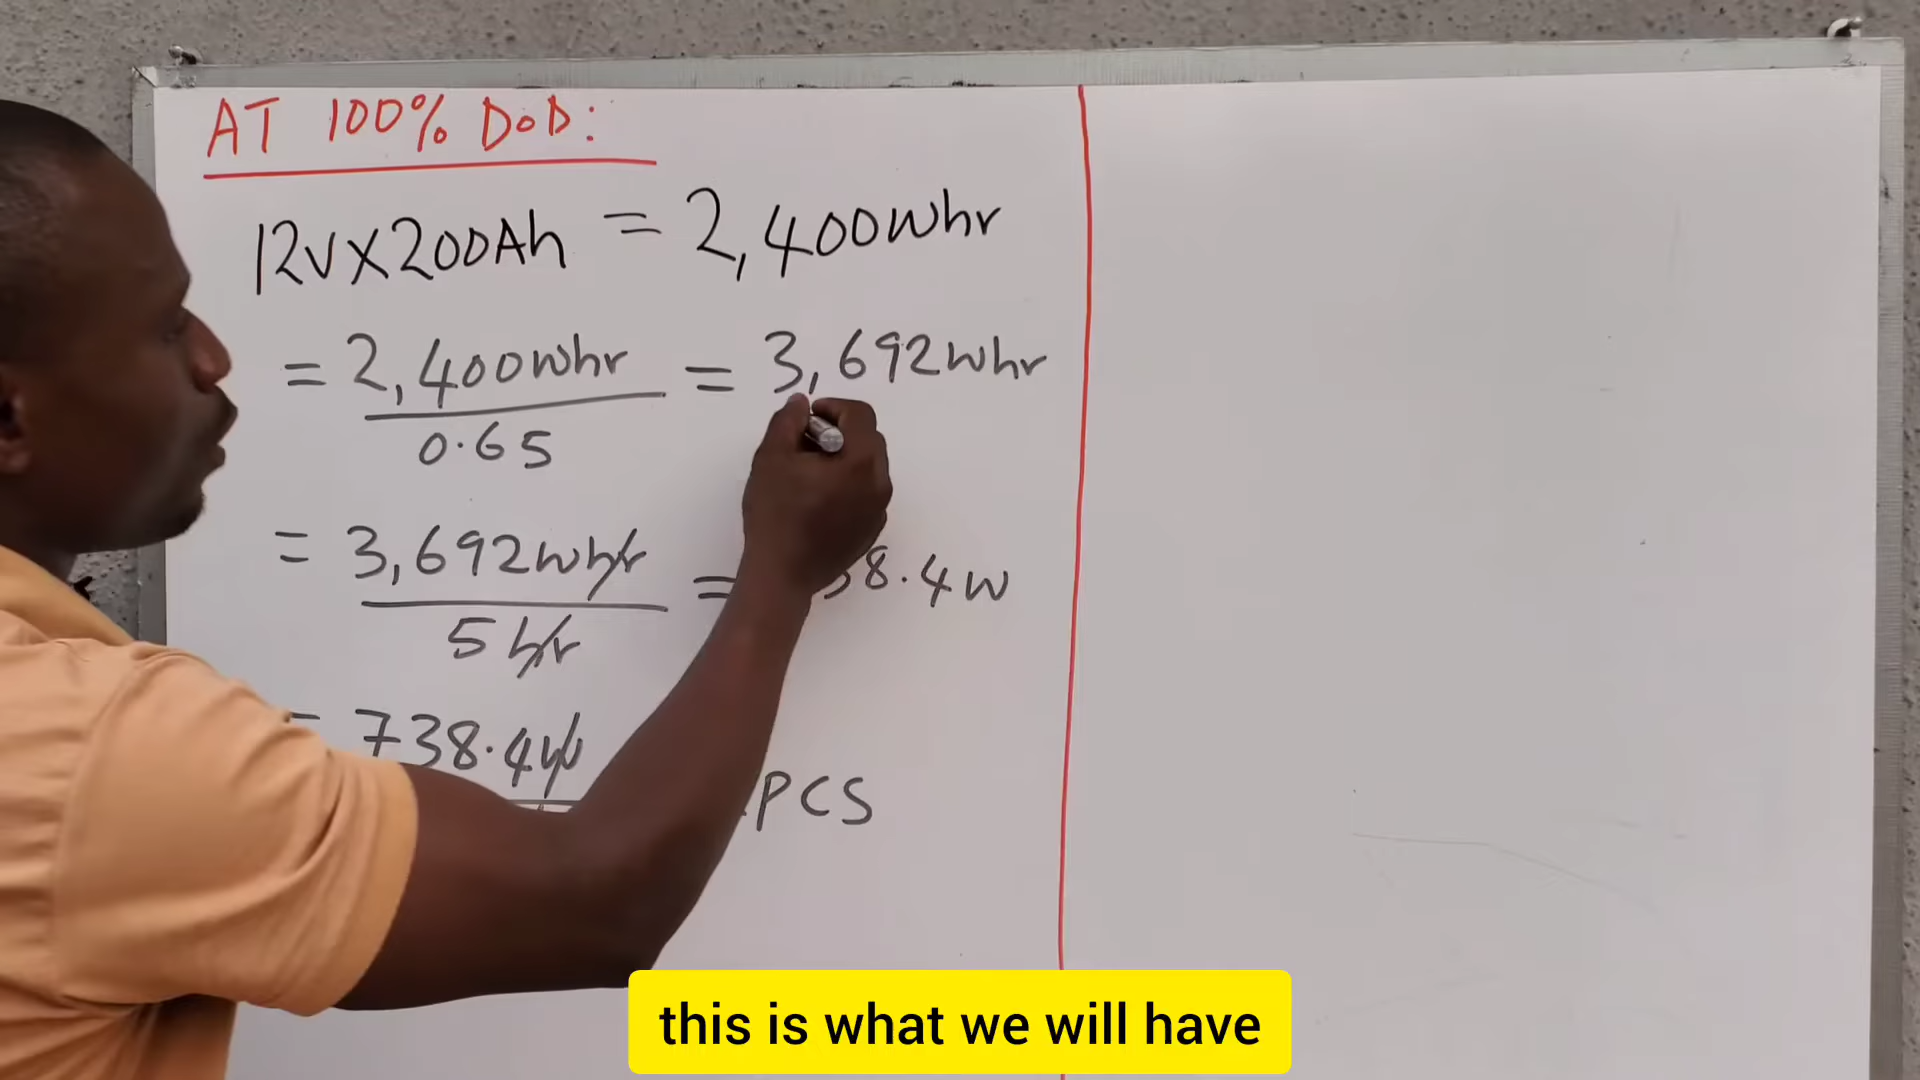 AT 100% DOD:
12V X 200Ah = 2,400Whr
= 2,400whr = 3,692whr
0.65
= 3,692whr = 38.4W
5hr
= 738.4W PCS
this is what we will have